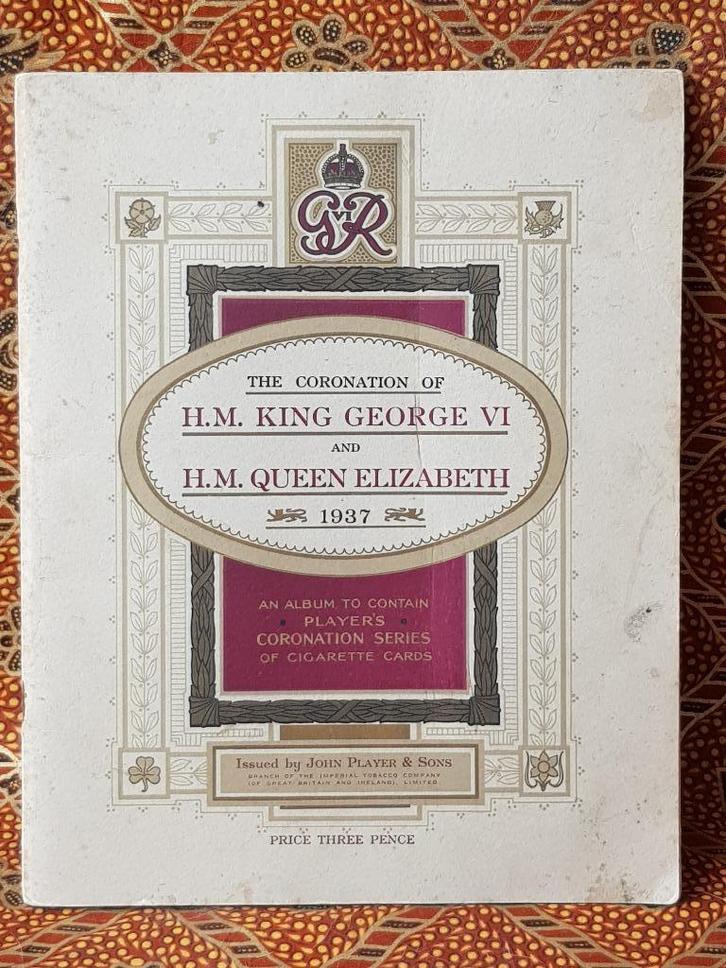 G VI R
THE CORONATION OF
H.M. KING GEORGE VI
AND
H.M. QUEEN ELIZABETH
1937
AN ALBUM TO CONTAIN
• PLAYER'S •
CORONATION SERIES
OF CIGARETTE CARDS
Issued by JOHN PLAYER & SONS
BRANCH OF THE IMPERIAL TOBACCO COMPANY
(OF GREAT BRITAIN AND IRELAND), LIMITED
PRICE THREE PENCE